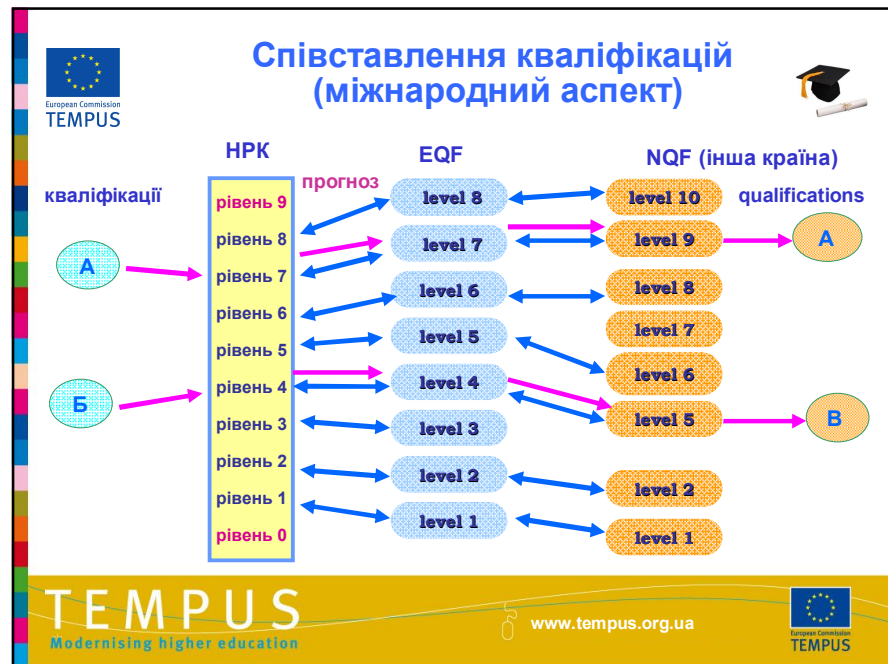 Співставлення кваліфікацій
(міжнародний аспект)
European Commission
TEMPUS
НРК
EQF
NQF (інша країна)
кваліфікації
прогноз
qualifications
рівень 9
рівень 8
рівень 7
рівень 6
рівень 5
рівень 4
рівень 3
рівень 2
рівень 1
рівень 0
level 8
level 7
level 6
level 5
level 4
level 3
level 2
level 1
level 10
level 9
level 8
level 7
level 6
level 5
level 2
level 1
А
Б
A
B
TEMPUS
Modernising higher education
www.tempus.org.ua
European Commission
TEMPUS